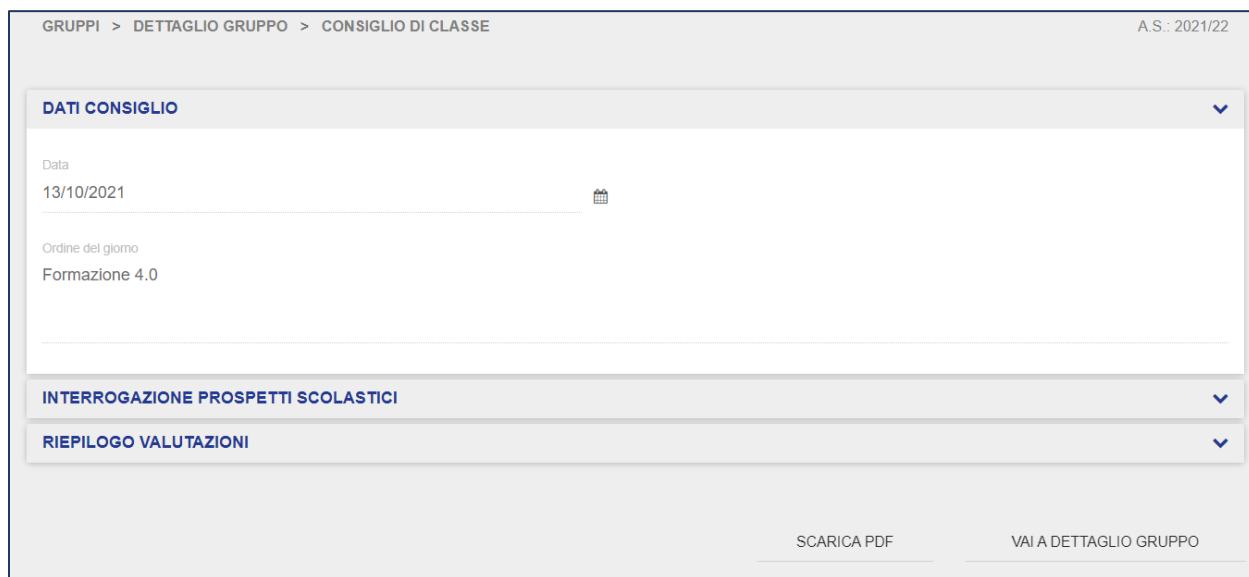 GRUPPI > DETTAGLIO GRUPPO > CONSIGLIO DI CLASSE A.S.: 2021/22
DATI CONSIGLIO
Data
13/10/2021
Ordine del giorno
Formazione 4.0
INTERROGAZIONE PROSPETTI SCOLASTICI
RIEPILOGO VALUTAZIONI
SCARICA PDF VAI A DETTAGLIO GRUPPO